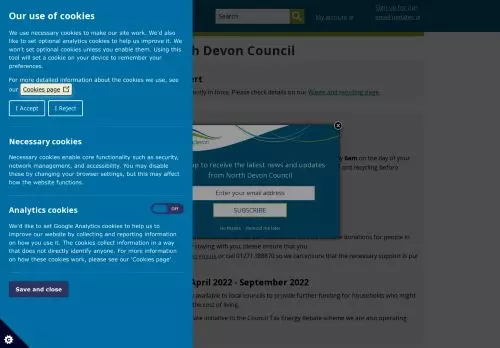 Our use of cookies
We use necessary cookies to make our site work. We'd also
like to set optional analytics cookies to help us improve it. We
won't set optional cookies unless you enable them. Using this
tool will set a cookie on your device to remember your
preferences.
For more detailed information about the cookies we use, see
our Cookies page
I Accept
I Reject
Necessary cookies
Necessary cookies enable core functionality such as security,
network management, and accessibility. You may disable
these by changing your browser settings, but this may affect
how the website functions.
Analytics cookies
Off
We'd like to set Google Analytics cookies to help us to
improve our website by collecting and reporting information
on how you use it. The cookies collect information in a way
that does not directly identify anyone. For more information
on how these cookies work, please see our 'Cookies page'.
Save and close
Search
My account
Sign up for our
email updates
th Devon Council
ert
ently in force. Please check details on our Waste and recycling page.
up to receive the latest news and updates
from North Devon Council
Enter your email address
SUBSCRIBE
No thanks
Remind me later
by 6am on the day of your
and recycling before
donations for people in
staying with you, please ensure that you
or call 01271 388870 so we can ensure the necessary support is put
April 2022 - September 2022
available to local councils to provide further funding for households who might
the cost of living.
initiative to the Council Tax Energy Rebate scheme we are also operating